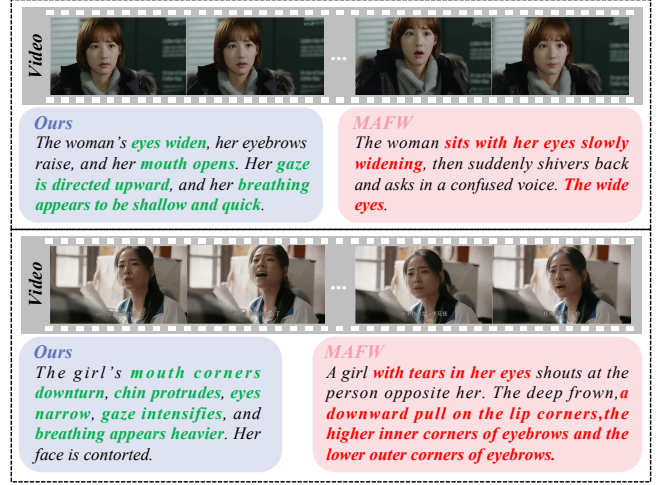 Video
...
Ours
The woman's eyes widen, her eyebrows
raise, and her mouth opens. Her gaze
is directed upward, and her breathing
appears to be shallow and quick.
MAFW
The woman sits with her eyes slowly
widening, then suddenly shivers back
and asks in a confused voice. The wide
eyes.
Video
...
Ours
The girl's mouth corners
downturn, chin protrudes, eyes
narrow, gaze intensifies, and
breathing appears heavier. Her
face is contorted.
MAFW
A girl with tears in her eyes shouts at the
person opposite her. The deep frown,a
downward pull on the lip corners,the
higher inner corners of eyebrows and the
lower outer corners of eyebrows.